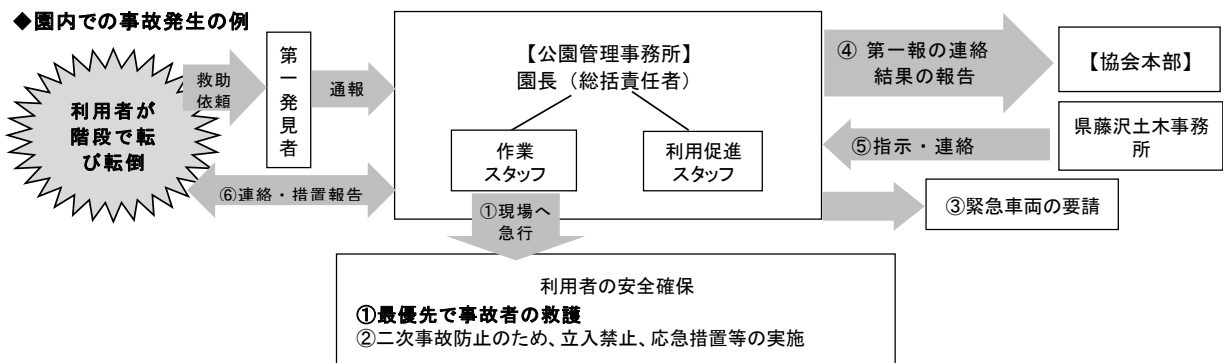 ◆園内での事故発生の例
利用者が
階段で転
び転倒
救助
依頼
第一発見者
通報
⑥連絡・措置報告
【公園管理事務所】
園長（総括責任者）
作業
スタッフ
利用促進
スタッフ
①現場へ
急行
④ 第一報の連絡
結果の報告
【協会本部】
県藤沢土木事務
所
⑤指示・連絡
③緊急車両の要請
利用者の安全確保
①最優先で事故者の救護
②二次事故防止のため、立入禁止、応急措置等の実施